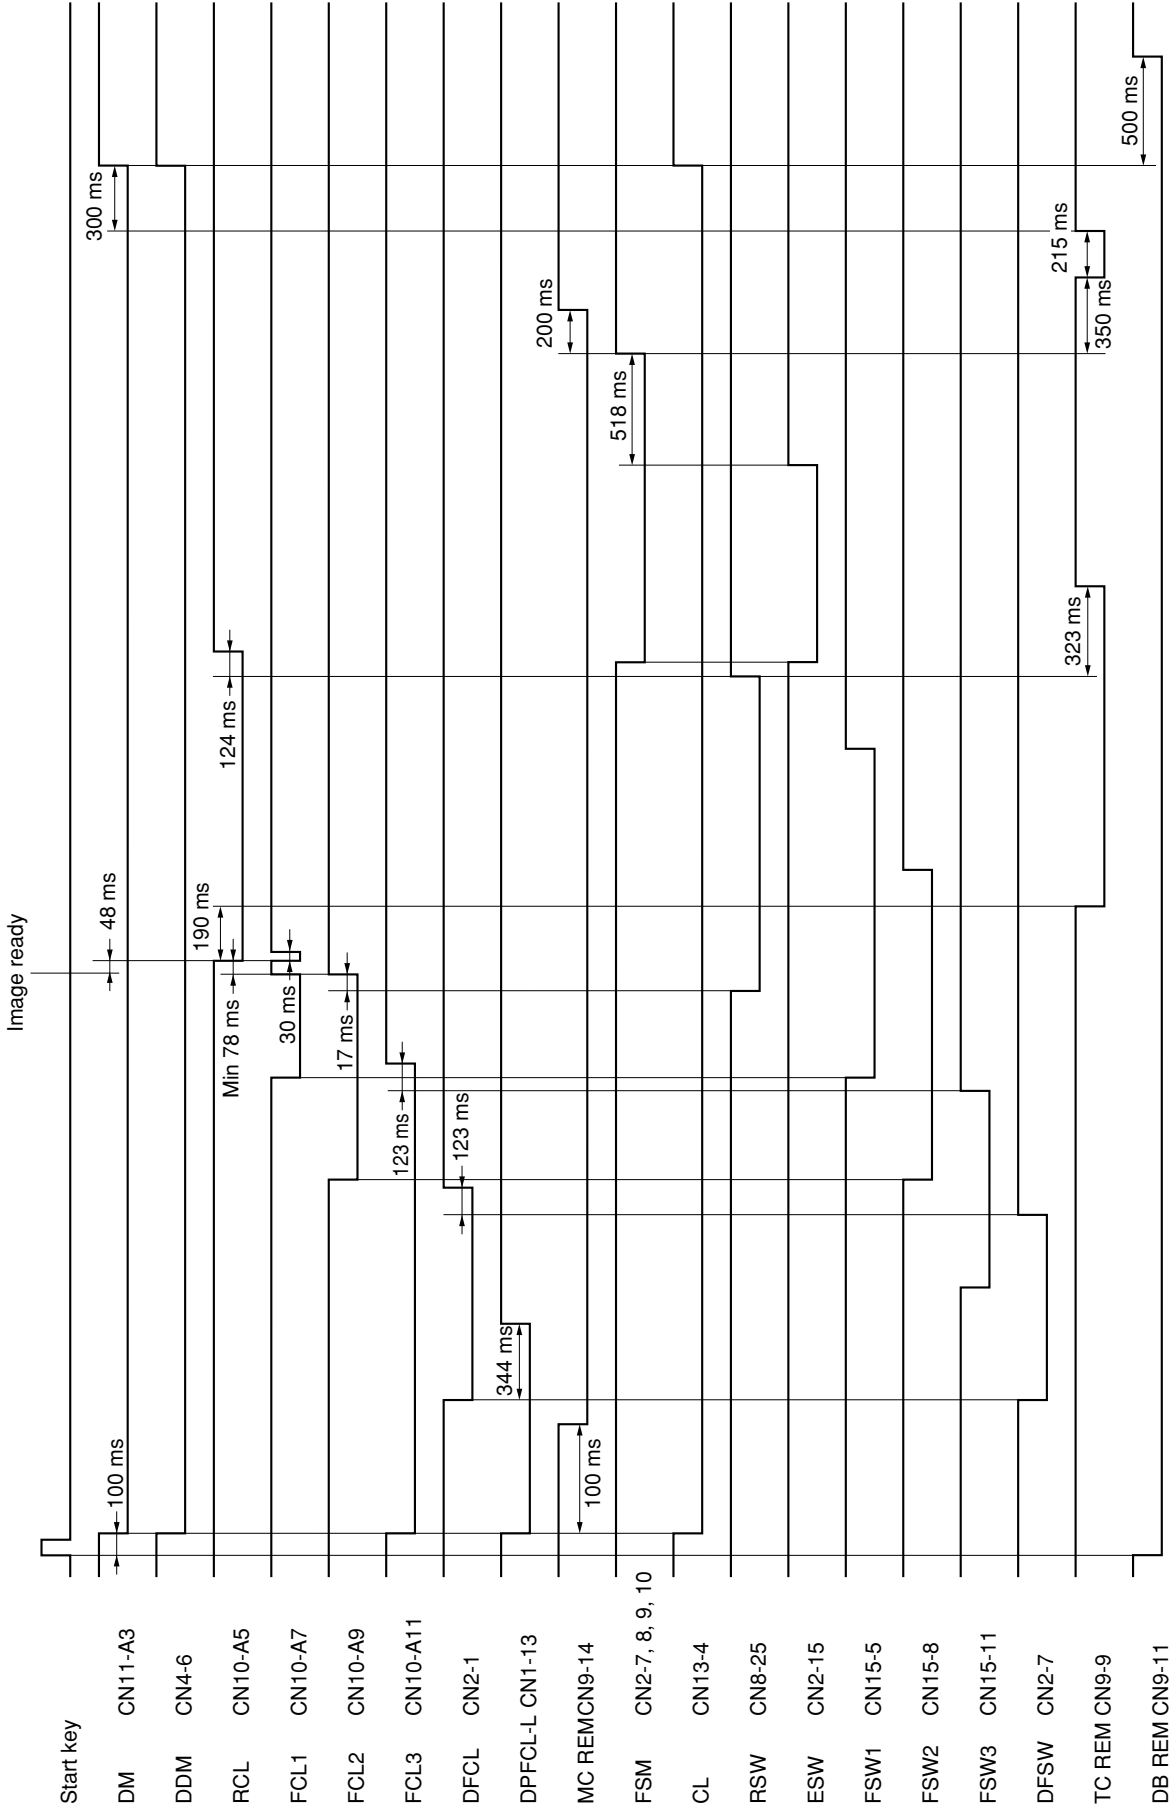 Image ready
Start key
DM CN11-A3
100 ms
48 ms
300 ms
DDM CN4-6
RCL CN10-A5
Min 78 ms
190 ms
124 ms
FCL1 CN10-A7
30 ms
FCL2 CN10-A9
17 ms
FCL3 CN10-A11
123 ms
DFCL CN2-1
123 ms
DPFCL-L CN1-13
344 ms
MC REM CN9-14
100 ms
200 ms
FSM CN2-7, 8, 9, 10
518 ms
CL CN13-4
RSW CN8-25
ESW CN2-15
FSW1 CN15-5
FSW2 CN15-8
FSW3 CN15-11
DFSW CN2-7
TC REM CN9-9
323 ms
350 ms
215 ms
DB REM CN9-11
500 ms